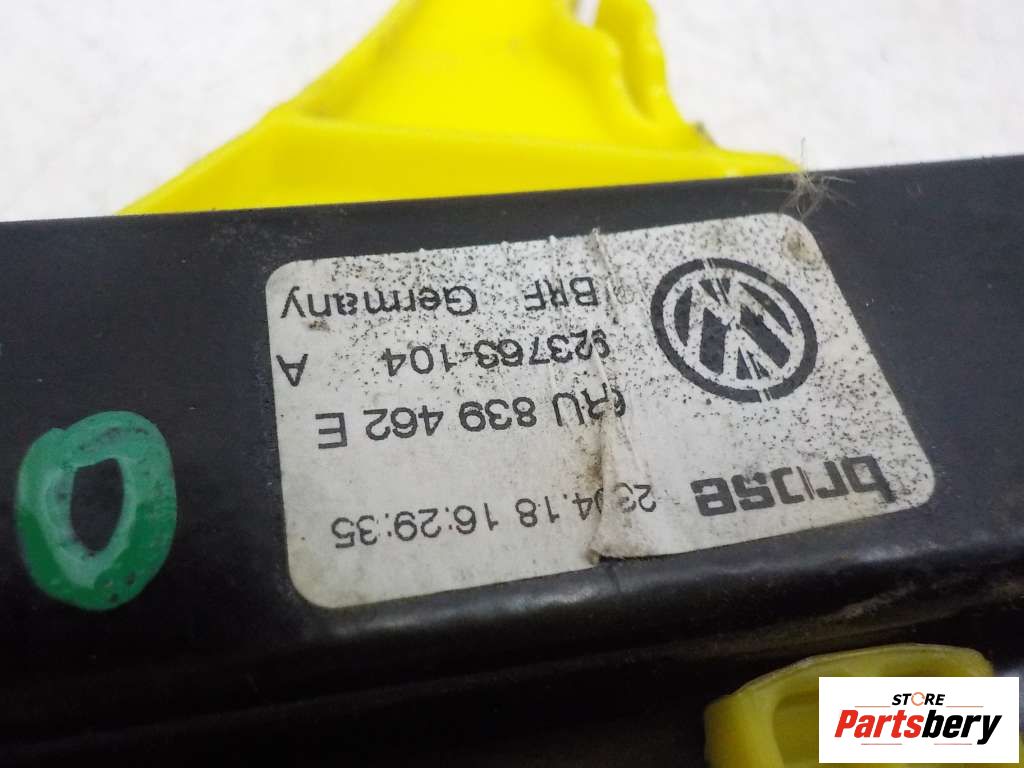 brose 23.04.18 16:29:35
6RU 839 462 E
923763-104 A
BRF Germany
STORE
Partsbery